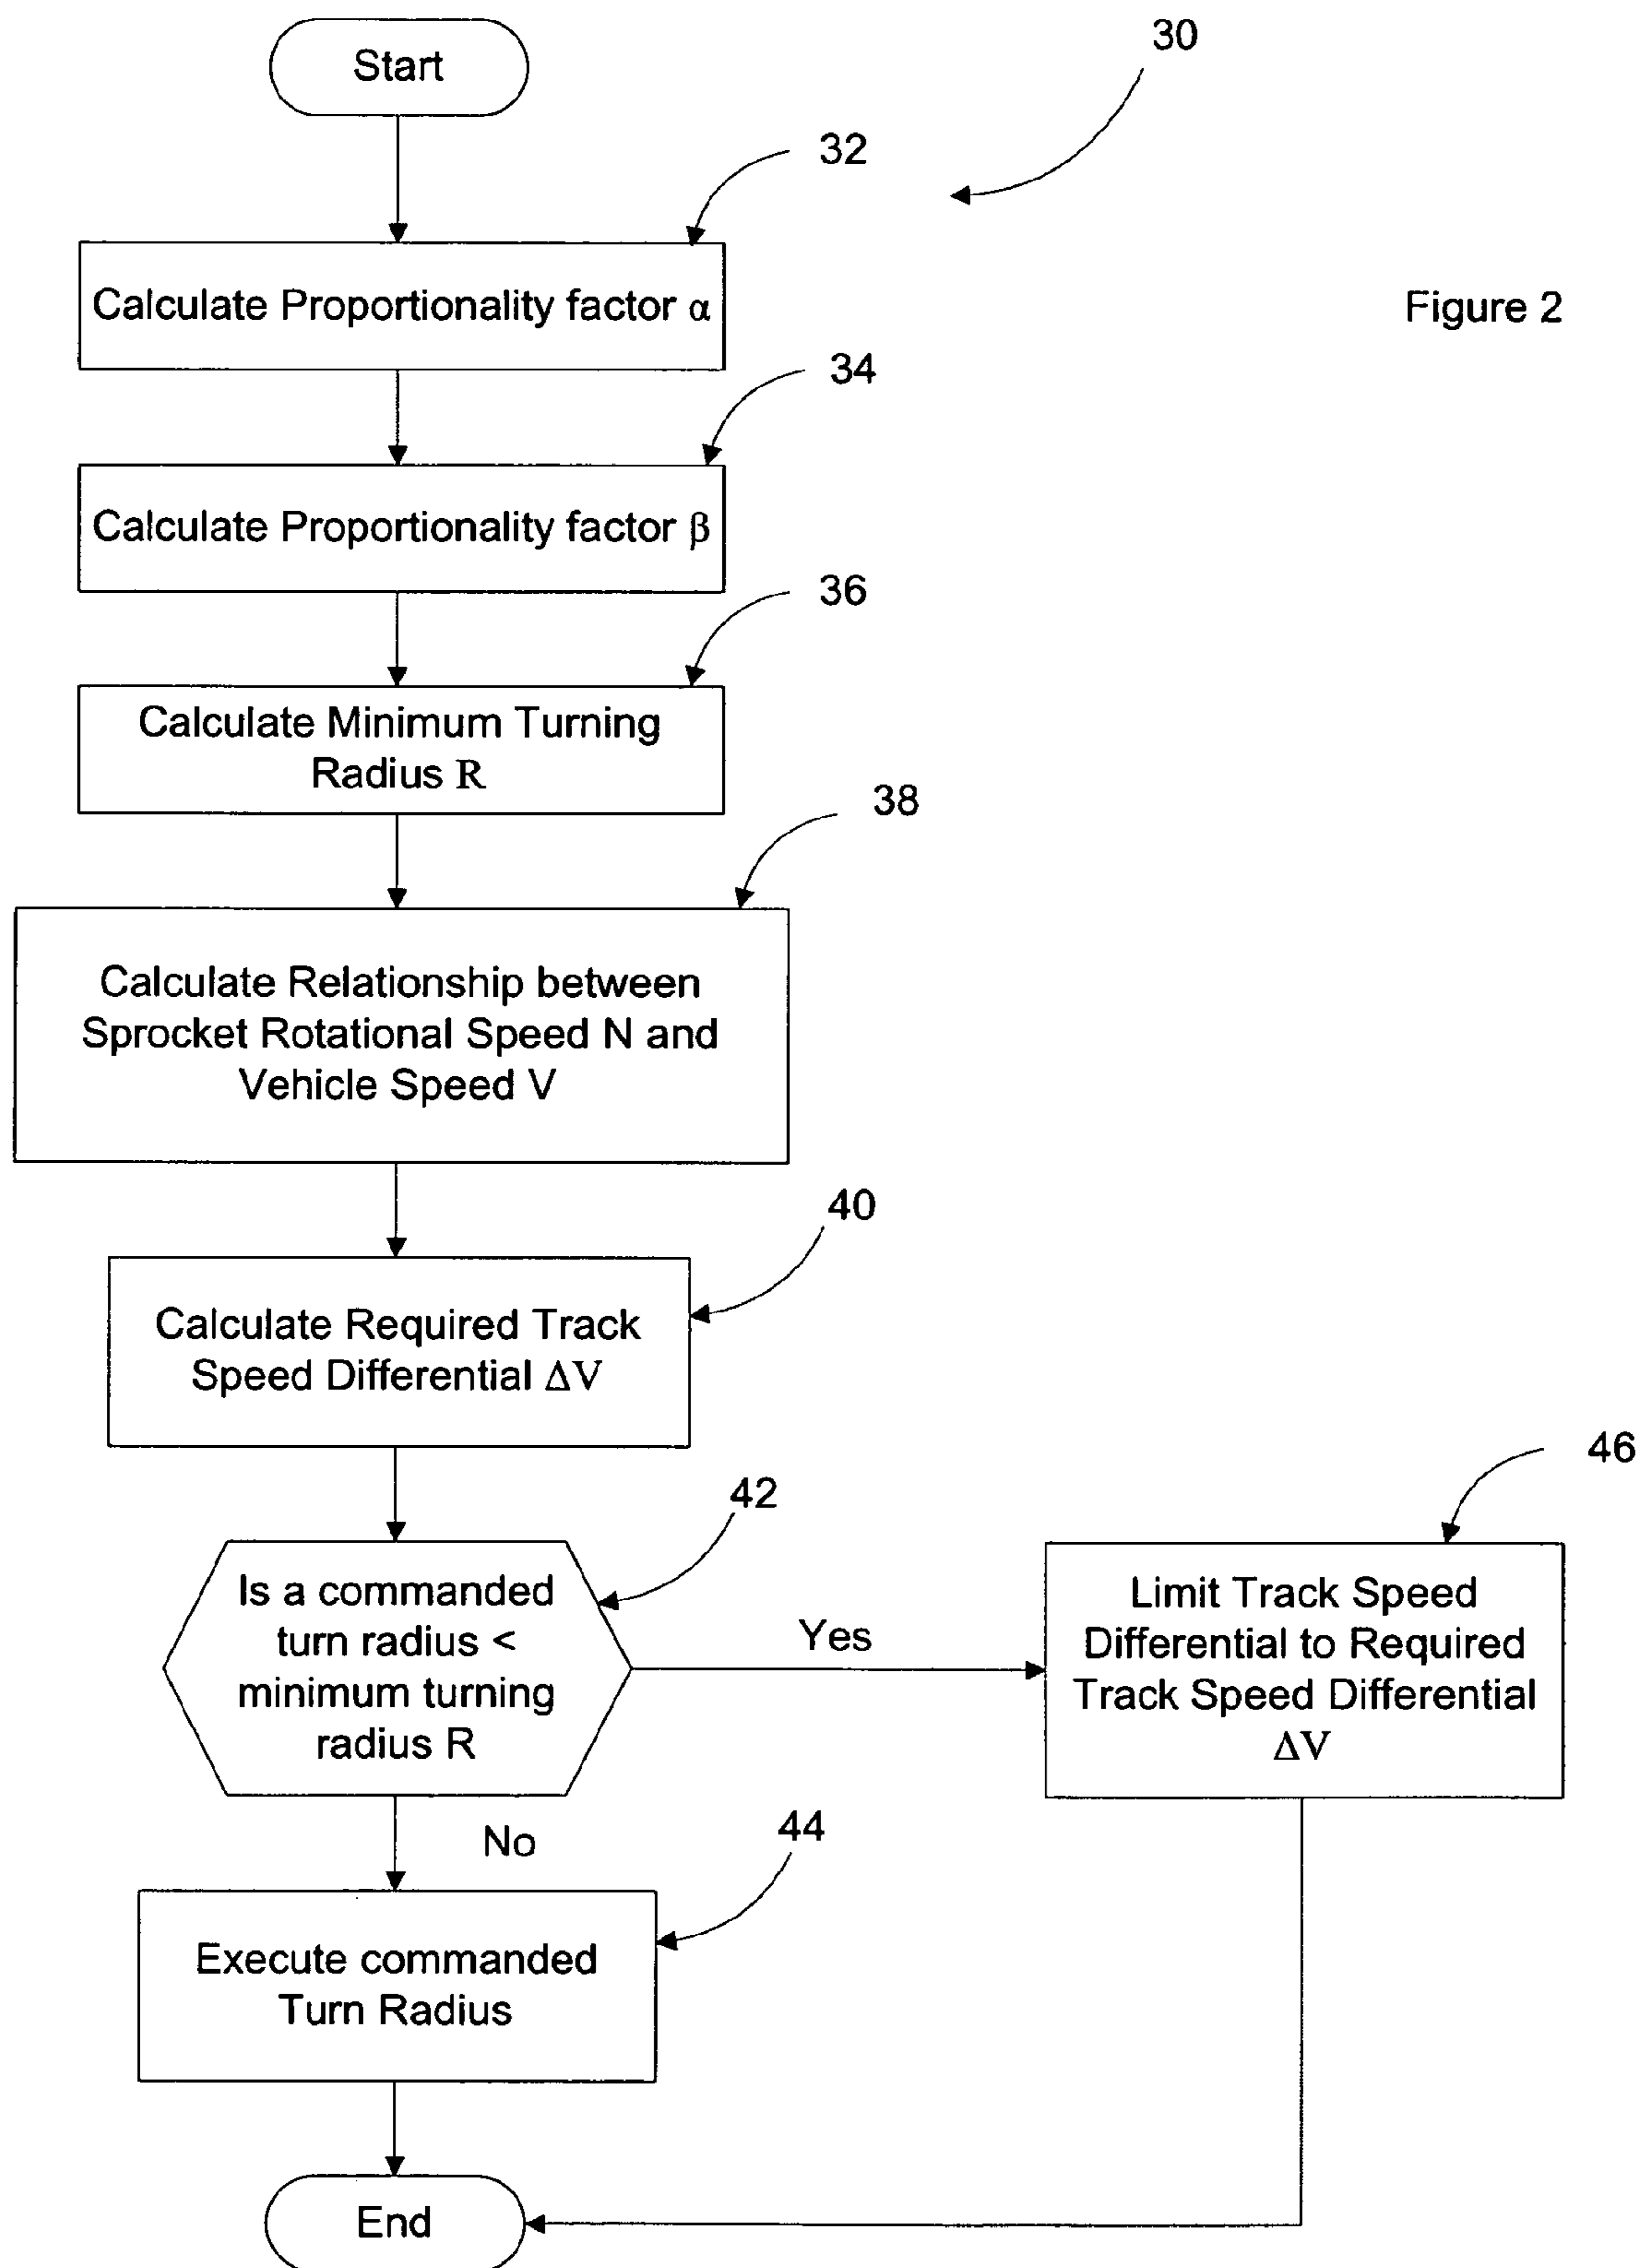 30
Start
32
Calculate Proportionality factor α
Figure 2
34
Calculate Proportionality factor β
36
Calculate Minimum Turning
Radius R
38
Calculate Relationship between
Sprocket Rotational Speed N and
Vehicle Speed V
40
Calculate Required Track
Speed Differential ΔV
46
42
Is a commanded
turn radius <
minimum turning
radius R
Yes
Limit Track Speed
Differential to Required
Track Speed Differential
ΔV
No
44
Execute commanded
Turn Radius
End